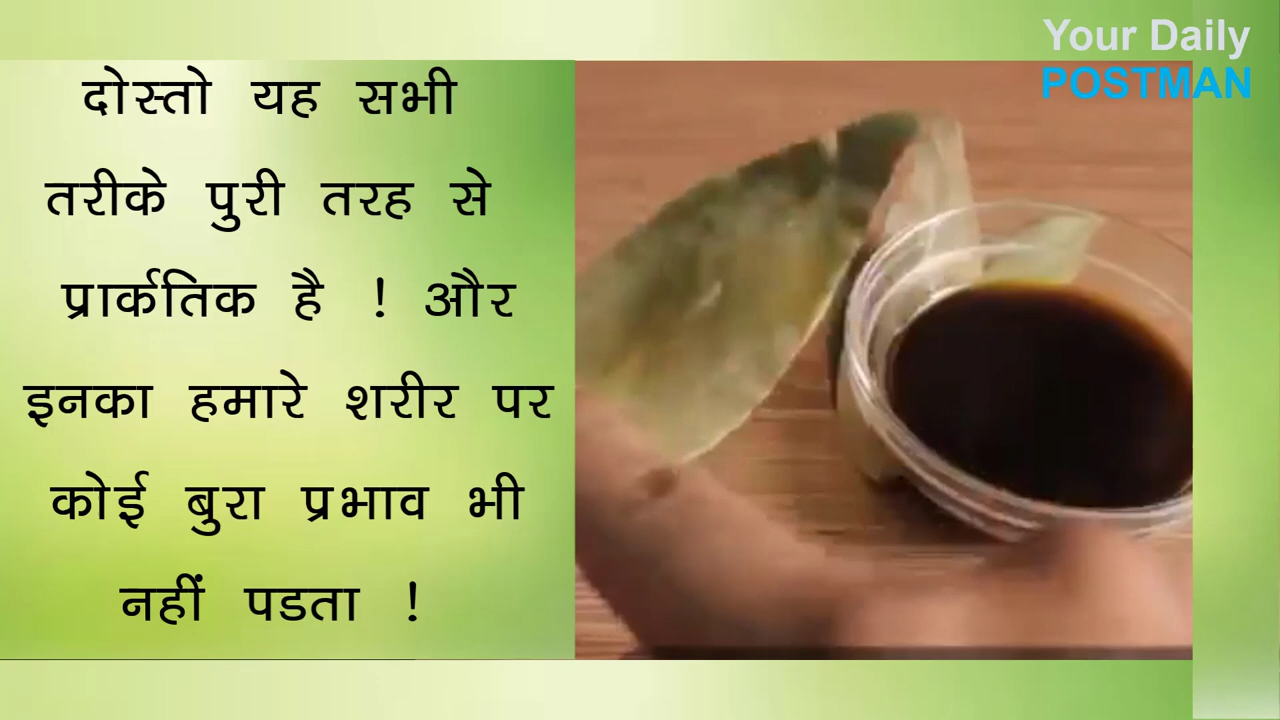 Your Daily
POSTMAN
दोस्तो यह सभी
तरीके पुरी तरह से
प्रार्कतिक है ! और
इनका हमारे शरीर पर
कोई बुरा प्रभाव भी
नहीं पडता !